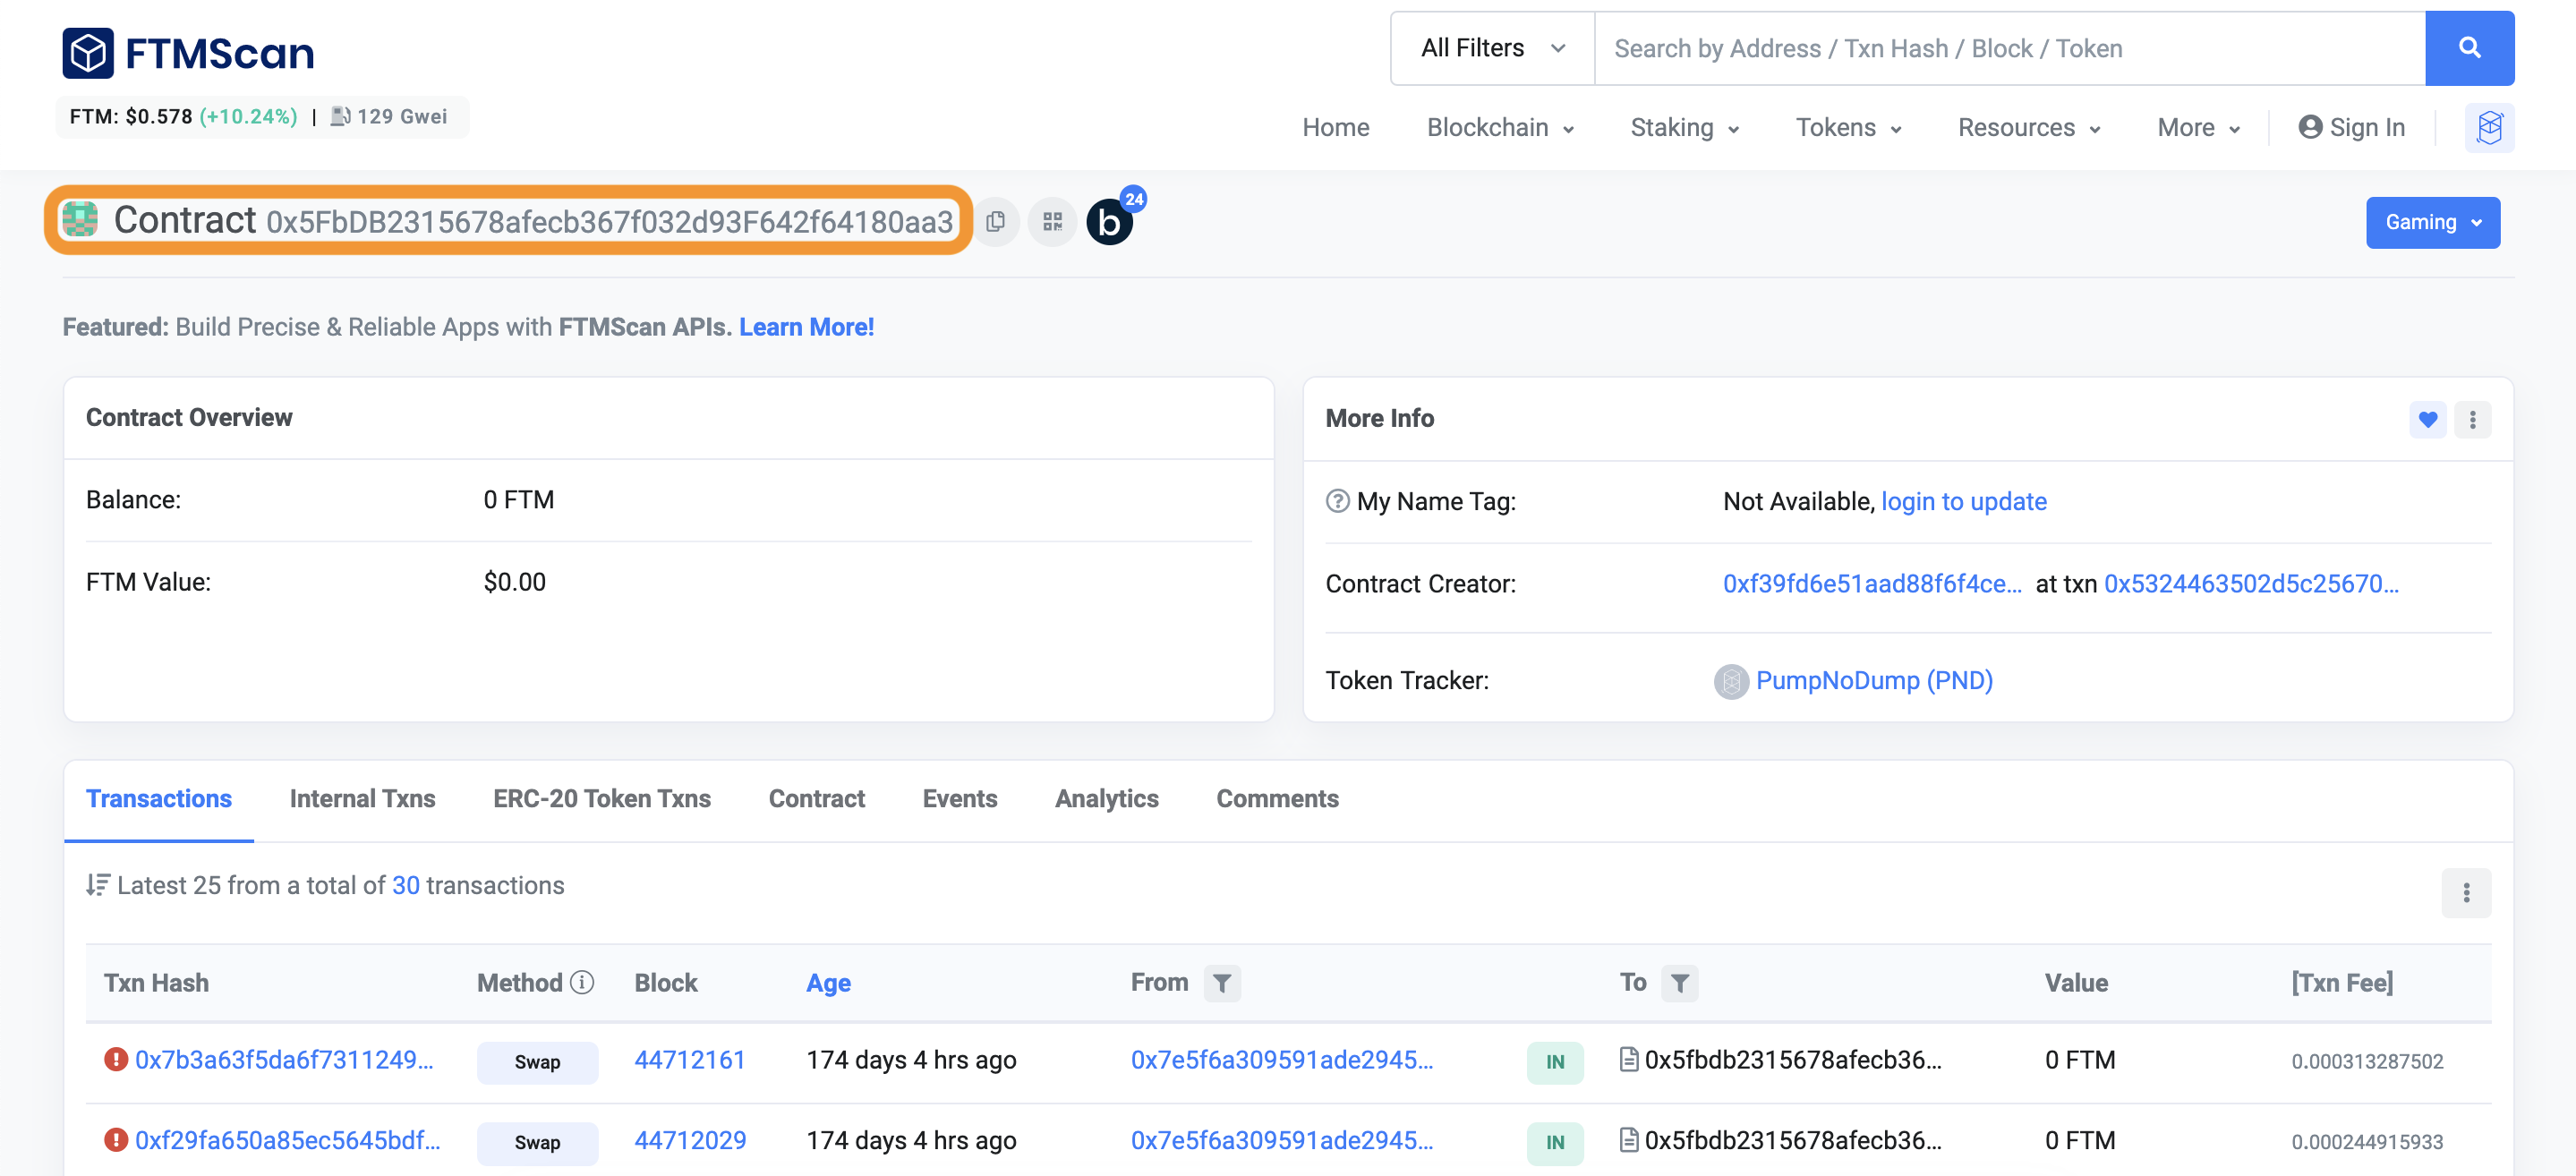 FTMScan
All Filters
Search by Address / Txn Hash / Block / Token
FTM: $0.578 (+10.24%) | 129 Gwei
Home Blockchain Staking Tokens Resources More Sign In
Contract 0x5FbDB2315678afecb367f032d93F642f64180aa3
b 24
Gaming
Featured: Build Precise & Reliable Apps with FTMScan APIs. Learn More!
Contract Overview
Balance: 0 FTM
FTM Value: $0.00
More Info
My Name Tag: Not Available, login to update
Contract Creator: 0xf39fd6e51aad88f6f4ce... at txn 0x5324463502d5c25670...
Token Tracker: PumpNoDump (PND)
Transactions Internal Txns ERC-20 Token Txns Contract Events Analytics Comments
Latest 25 from a total of 30 transactions
Txn Hash Method Block Age From To Value [Txn Fee]
0x7b3a63f5da6f7311249... Swap 44712161 174 days 4 hrs ago 0x7e5f6a309591ade2945... IN 0x5fbdb2315678afecb36... 0 FTM 0.000313287502
0xf29fa650a85ec5645bdf... Swap 44712029 174 days 4 hrs ago 0x7e5f6a309591ade2945... IN 0x5fbdb2315678afecb36... 0 FTM 0.000244915933